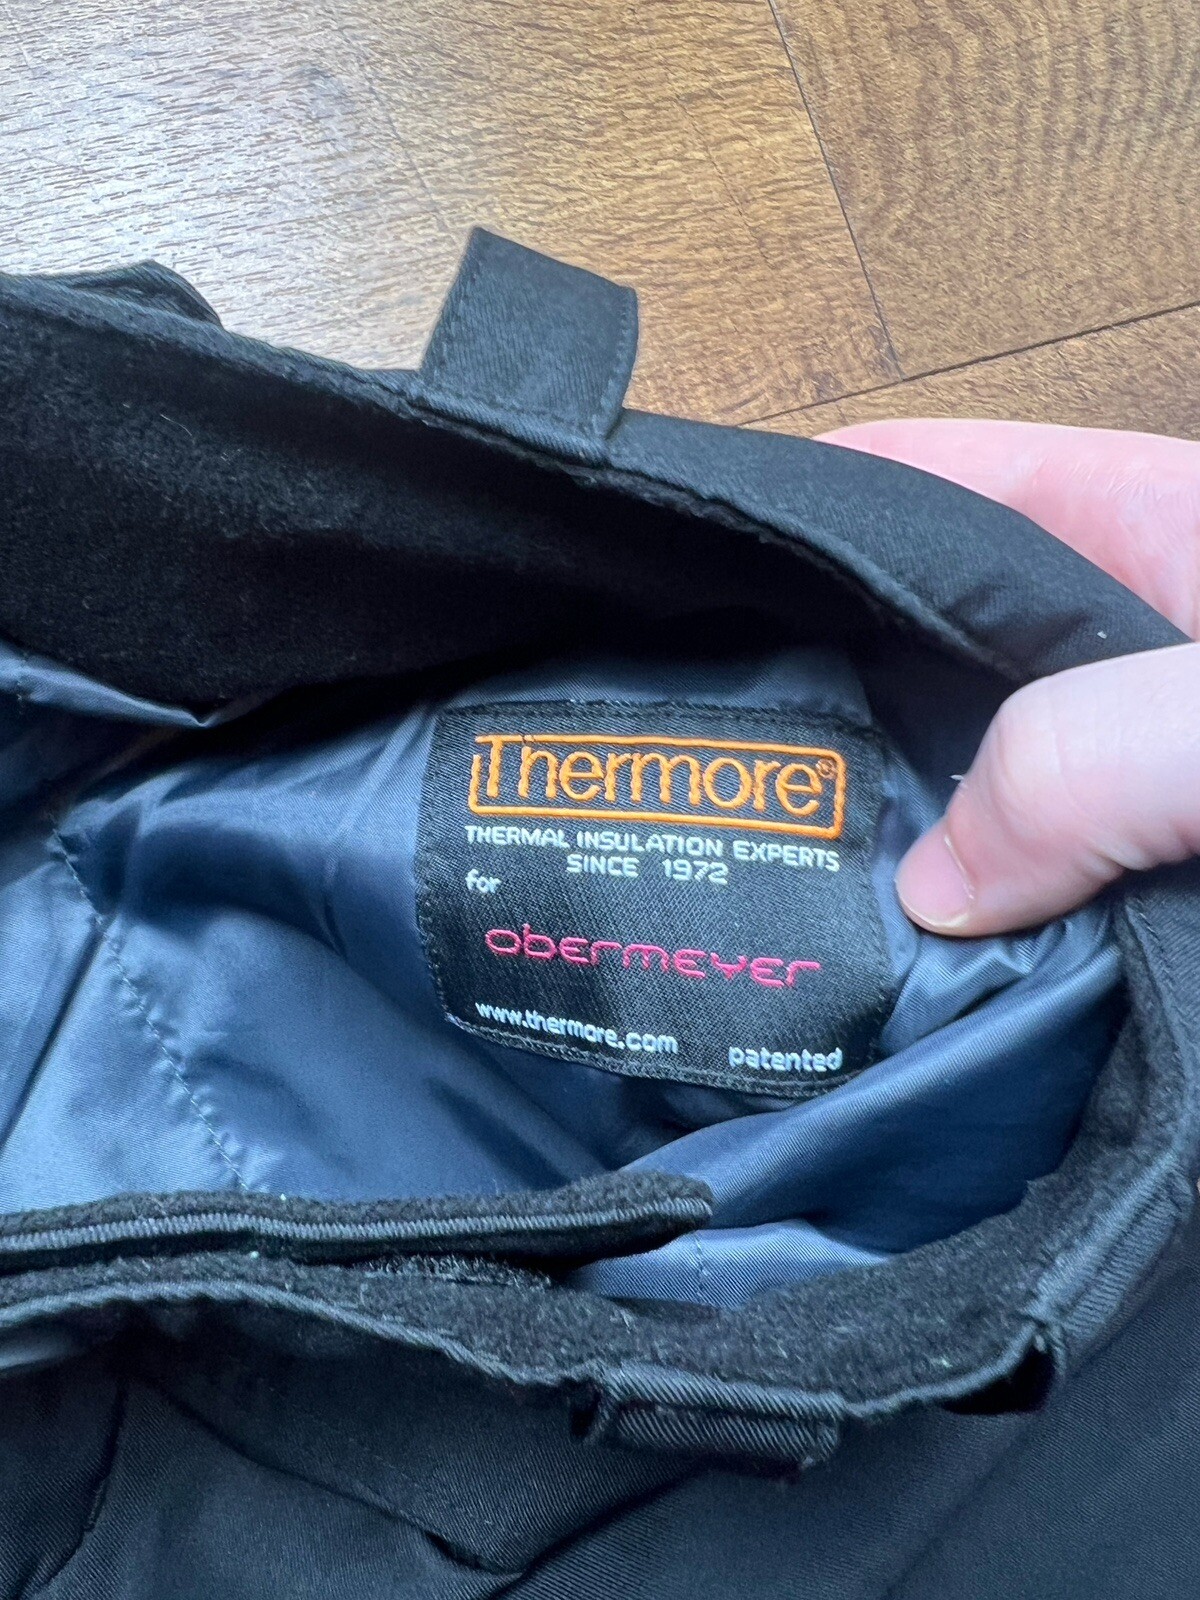 Thermore®
THERMAL INSULATION EXPERTS
SINCE 1972
for
obermeyer
www.thermore.com patented